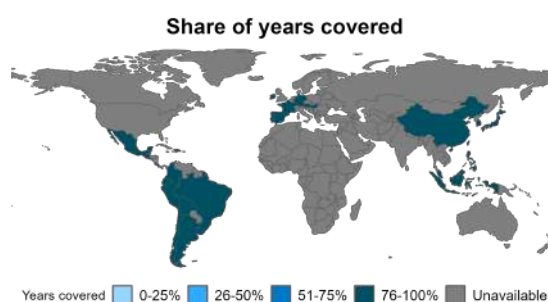 Share of years covered
Years covered 0-25% 26-50% 51-75% 76-100% Unavailable